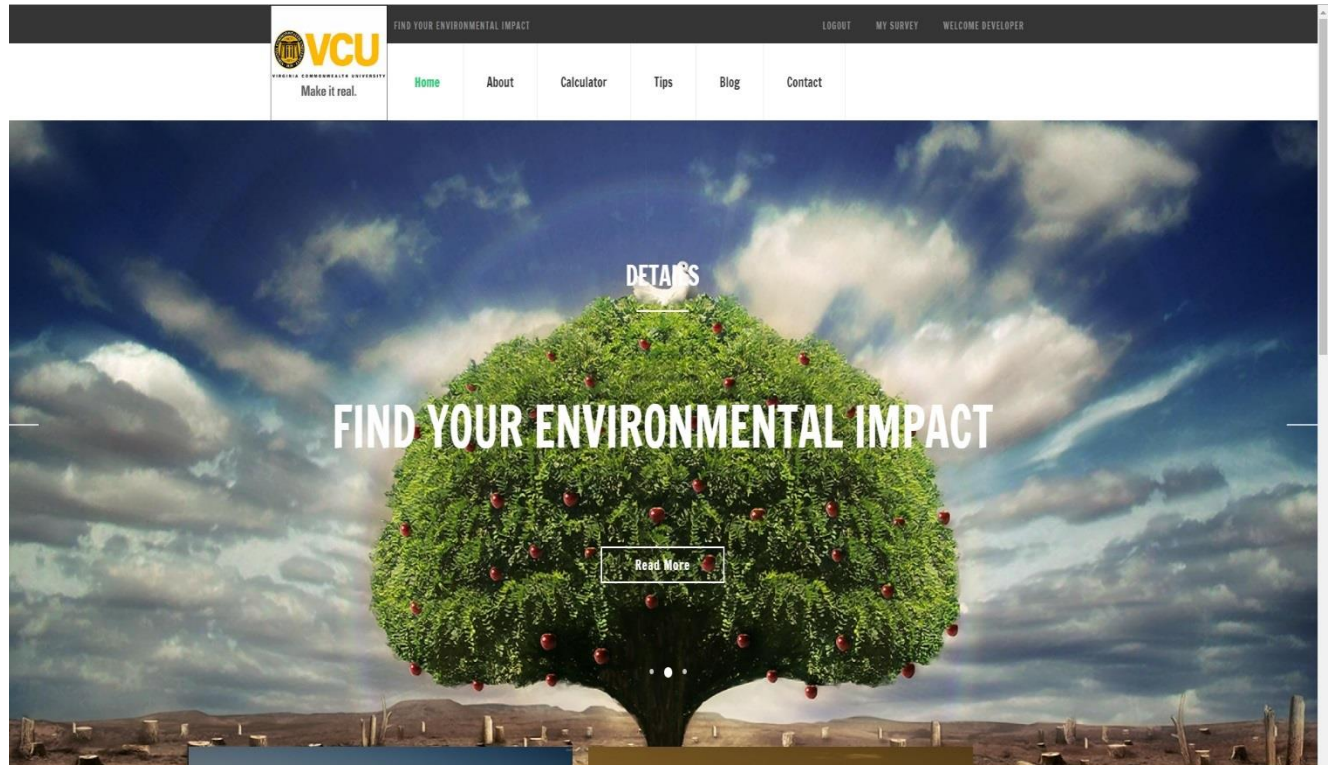 FIND YOUR ENVIRONMENTAL IMPACT
LOGOUT MY SURVEY WELCOME DEVELOPER
VCU
VIRGINIA COMMONWEALTH UNIVERSITY
Make it real.
Home About Calculator Tips Blog Contact
DETAILS
FIND YOUR ENVIRONMENTAL IMPACT
Read More